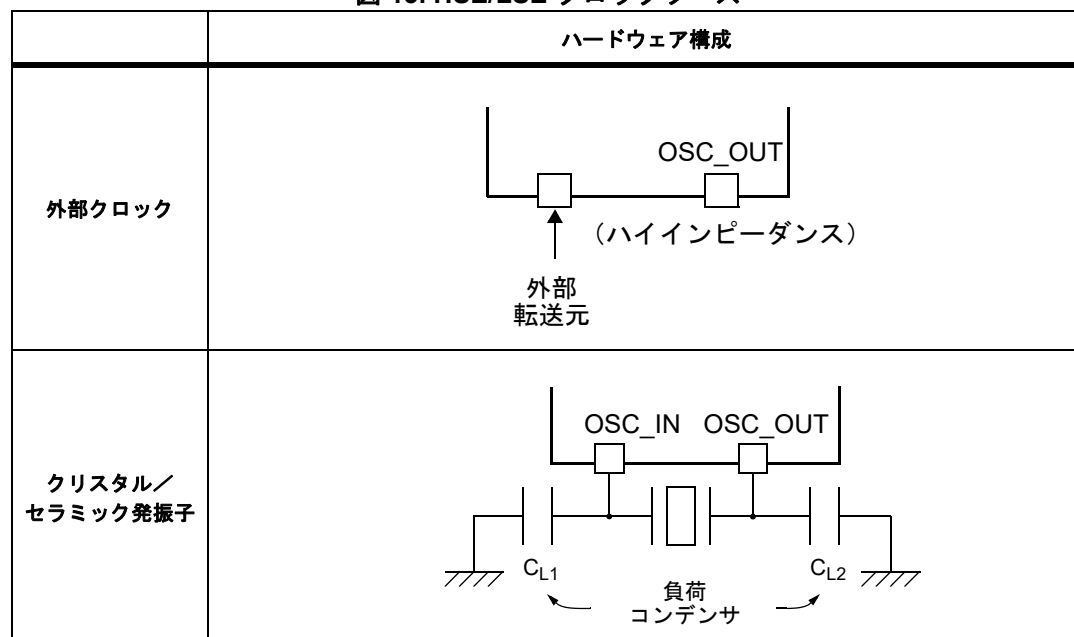 ハードウェア構成
外部クロック
OSC_OUT
(ハイインピーダンス)
外部
転送元
クリスタル/
セラミック発振子
OSC_IN OSC_OUT
CL1
CL2
負荷
コンデンサ